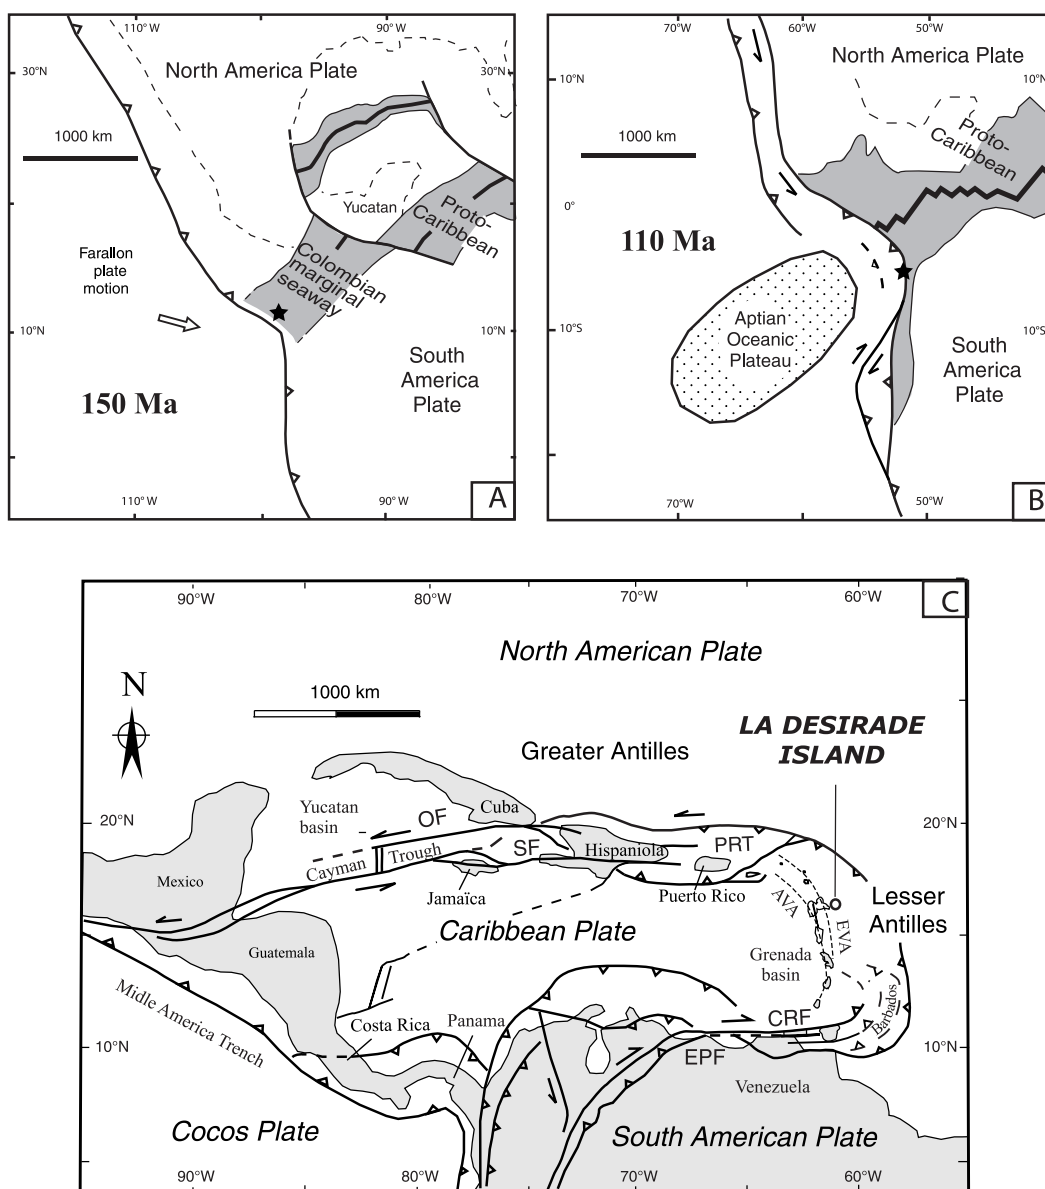 110°W
90°W
30°N
30°N
North America Plate
1000 km
Yucatan
Proto-
Caribbean
Colombian
marginal
seaway
Farallon
plate
motion
10°N
10°N
South
America
Plate
150 Ma
110°W
90°W
A
70°W
60°W
50°W
North America Plate
10°N
10°N
1000 km
Proto-
Caribbean
0°
110 Ma
Aptian
Oceanic
Plateau
10°S
10°S
South
America
Plate
70°W
50°W
B
90°W
80°W
70°W
60°W
C
North American Plate
N
1000 km
LA DESIRADE
ISLAND
Greater Antilles
20°N
20°N
Yucatan
basin
OF
Cuba
Cayman Trough
SF
Hispaniola
PRT
Mexico
Jamaïca
Puerto Rico
AVA
EVA
Lesser
Antilles
Guatemala
Caribbean Plate
Grenada
basin
Barbados
Midle America Trench
Costa Rica
Panama
CRF
10°N
10°N
EPF
Venezuela
Cocos Plate
South American Plate
90°W
80°W
70°W
60°W